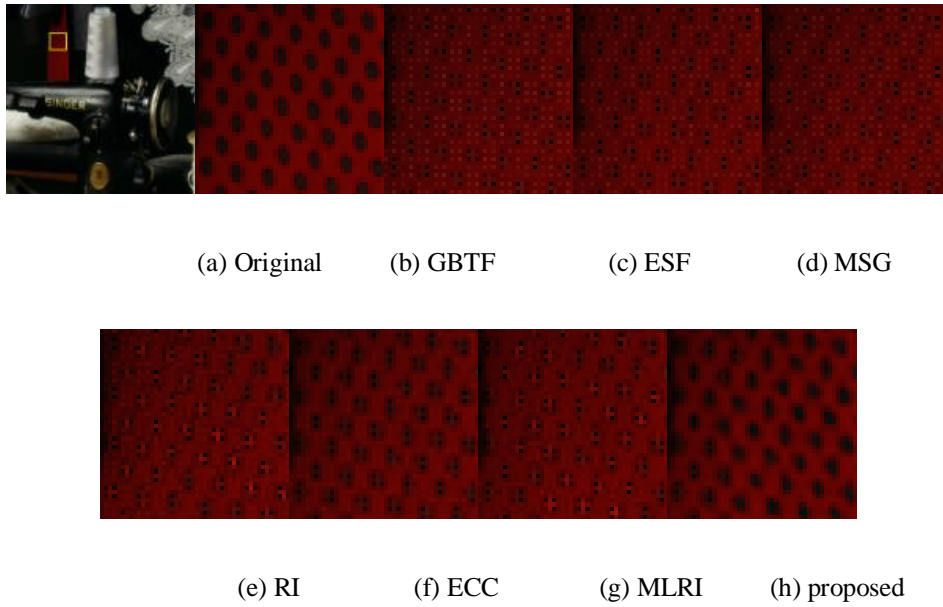 SINGER
(a) Original (b) GBTF (c) ESF (d) MSG
(e) RI (f) ECC (g) MLRI (h) proposed